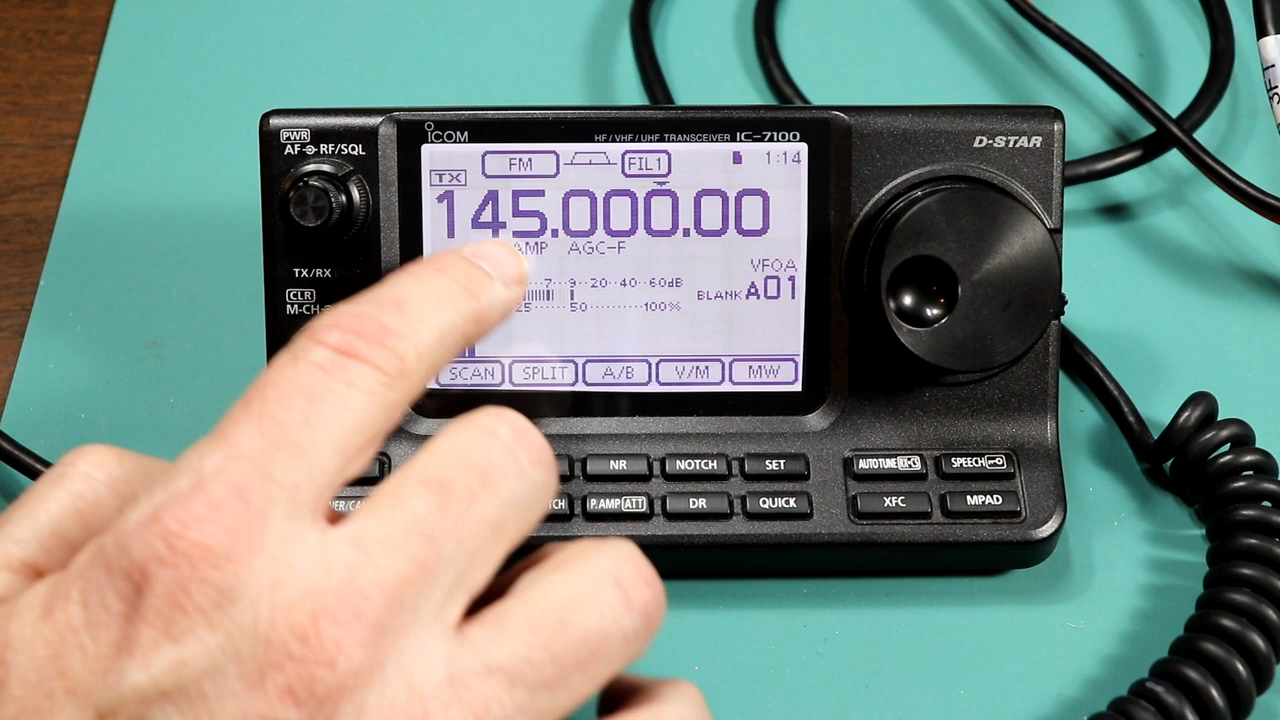 PWR
AF RF/SQL
TX/RX
CLR
M-CH
ICOM
HF/VHF/UHF TRANSCEIVER IC-7100
D-STAR
FM FIL1 1:14
TX
145.000.00
AMP AGC-F
VFOA
7 9 20 40 60dB
BLANK A01
25 50 100%
SCAN SPLIT A/B V/M MW
NR NOTCH SET
AUTOTUNE RX-CS SPEECH
P.AMP ATT DR QUICK
XFC MPAD